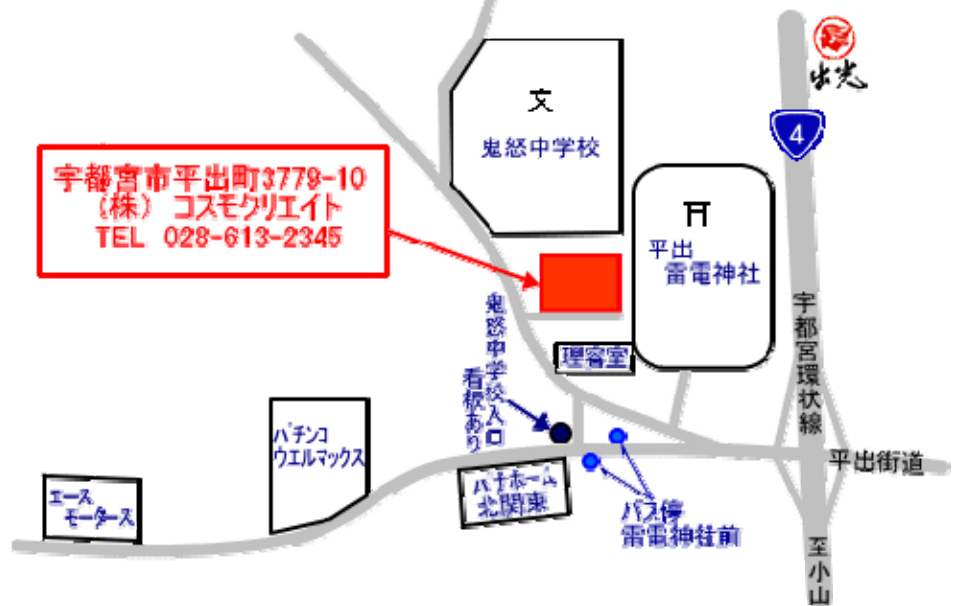 出光
4
文
鬼怒中学校
宇都宮市平出町3779-10
(株) コスモクリエイト
TEL 028-613-2345
平出
雷電神社
宇都宮環状線
鬼怒中学校入口
看板あり
理容室
パチンコ
ウエルマックス
平出街道
パナホーム
北関東
エース
モータース
バス停
雷電神社前
至小山